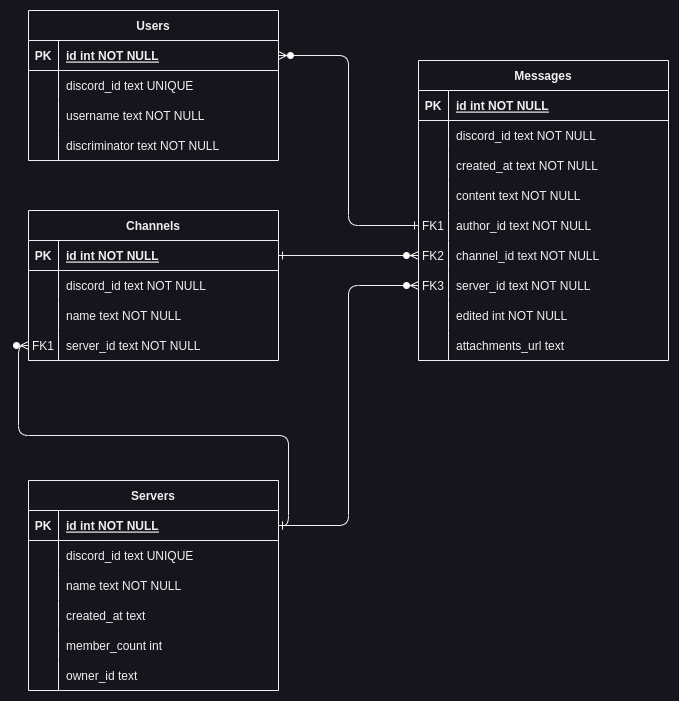 Users
PK id int NOT NULL
discord_id text UNIQUE
username text NOT NULL
discriminator text NOT NULL
Channels
PK id int NOT NULL
discord_id text NOT NULL
name text NOT NULL
FK1 server_id text NOT NULL
Servers
PK id int NOT NULL
discord_id text UNIQUE
name text NOT NULL
created_at text
member_count int
owner_id text
Messages
PK id int NOT NULL
discord_id text NOT NULL
created_at text NOT NULL
content text NOT NULL
FK1 author_id text NOT NULL
FK2 channel_id text NOT NULL
FK3 server_id text NOT NULL
edited int NOT NULL
attachments_url text